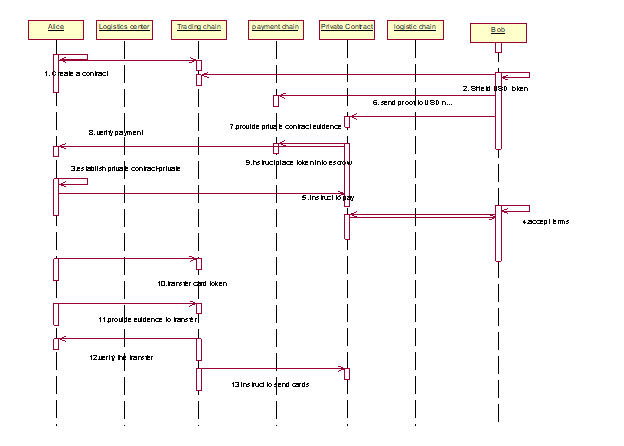 Alice
Logistics center
Trading chain
payment chain
Private Contract
logistic chain
Bob
1. Create a contract
2. Shield USD token
6. send proof to USD n...
7.provide private contract evidence
8.verify payment
9.Instruct place token into escrow
3.establish private contract-private
5. Instruct to pay
4.accept terms
10.transfer card token
11.provide evidence to transfer
12.verify the transfer
13 Instruct to send cards